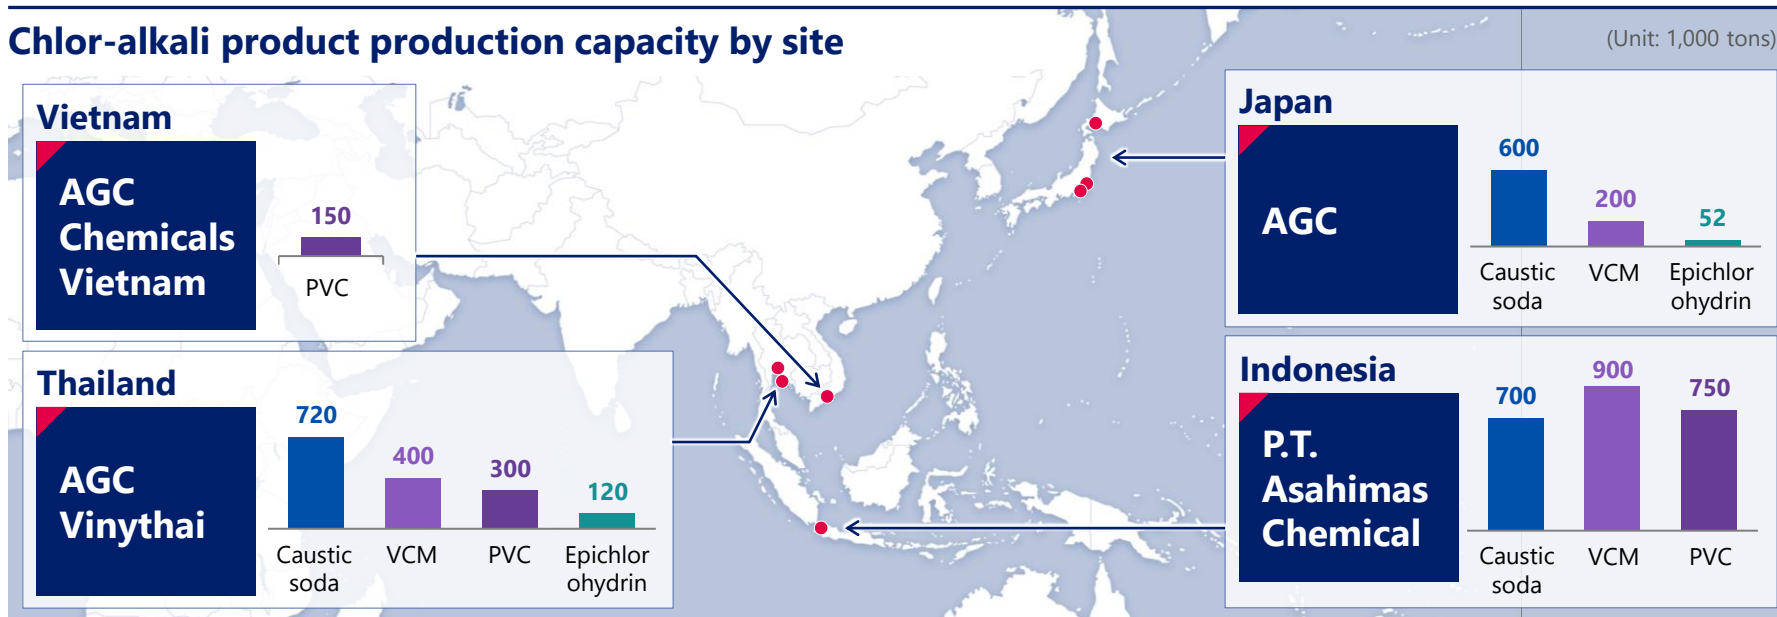 Chlor-alkali product production capacity by site
(Unit: 1,000 tons)
Vietnam
AGC
Chemicals
Vietnam
150
PVC
Thailand
AGC
Vinythai
720
400
300
120
Caustic
soda
VCM
PVC
Epichlor
ohydrin
Japan
AGC
600
200
52
Caustic
soda
VCM
Epichlor
ohydrin
Indonesia
P.T.
Asahimas
Chemical
700
900
750
Caustic
soda
VCM
PVC